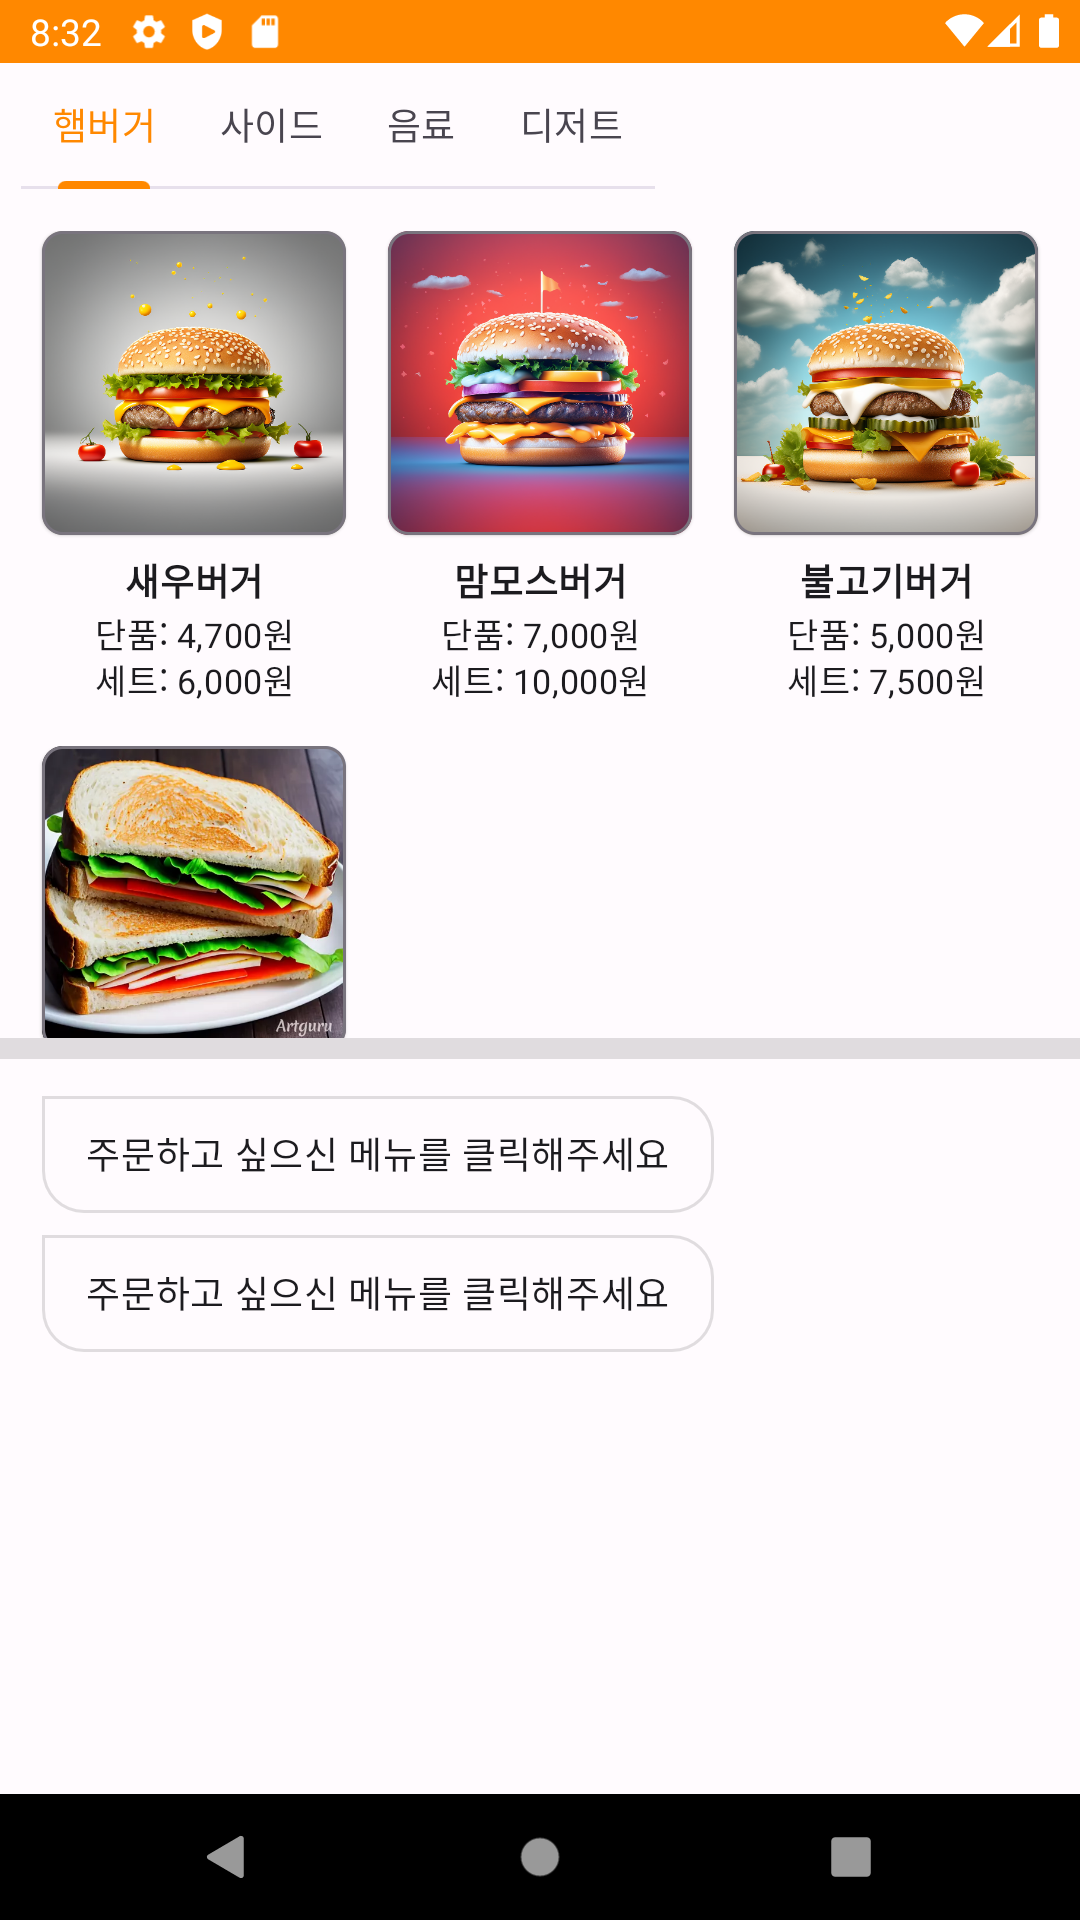 8:32
햄버거 사이드 음료 디저트
새우버거 맘모스버거 불고기버거
단품: 4,700원 단품: 7,000원 단품: 5,000원
세트: 6,000원 세트: 10,000원 세트: 7,500원
Artguru
주문하고 싶으신 메뉴를 클릭해주세요
주문하고 싶으신 메뉴를 클릭해주세요